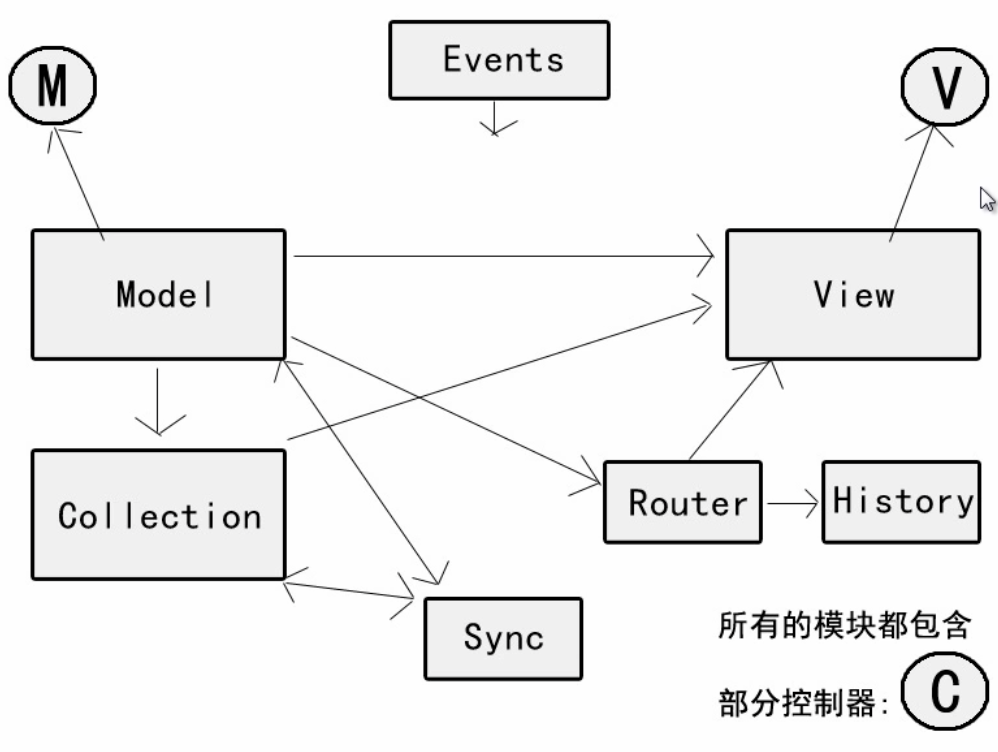 Events
M
V
Model
View
Collection
Router
History
Sync
所有的模块都包含
部分控制器:
C